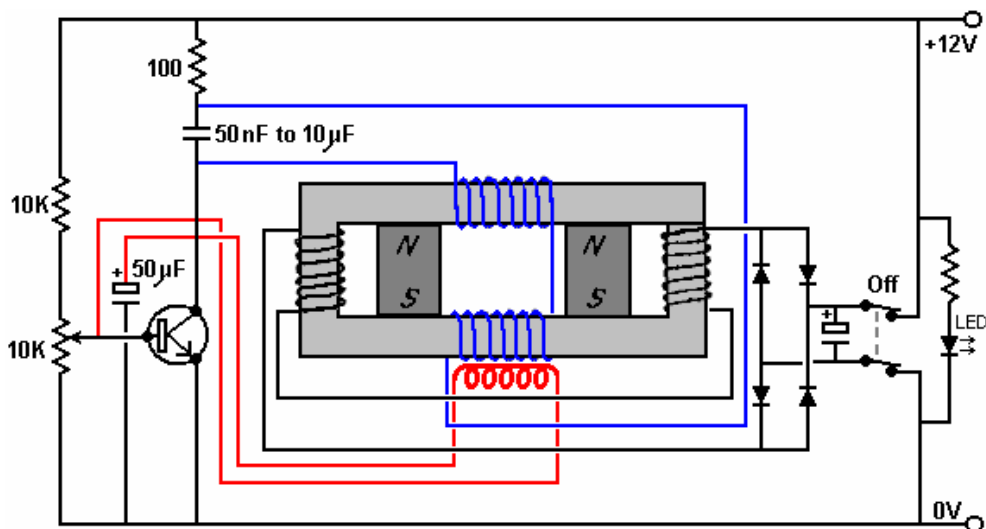 +12V
100
50nF to 10µF
10K
+
50µF
N
N
S
S
Off
+
LED
10K
0V